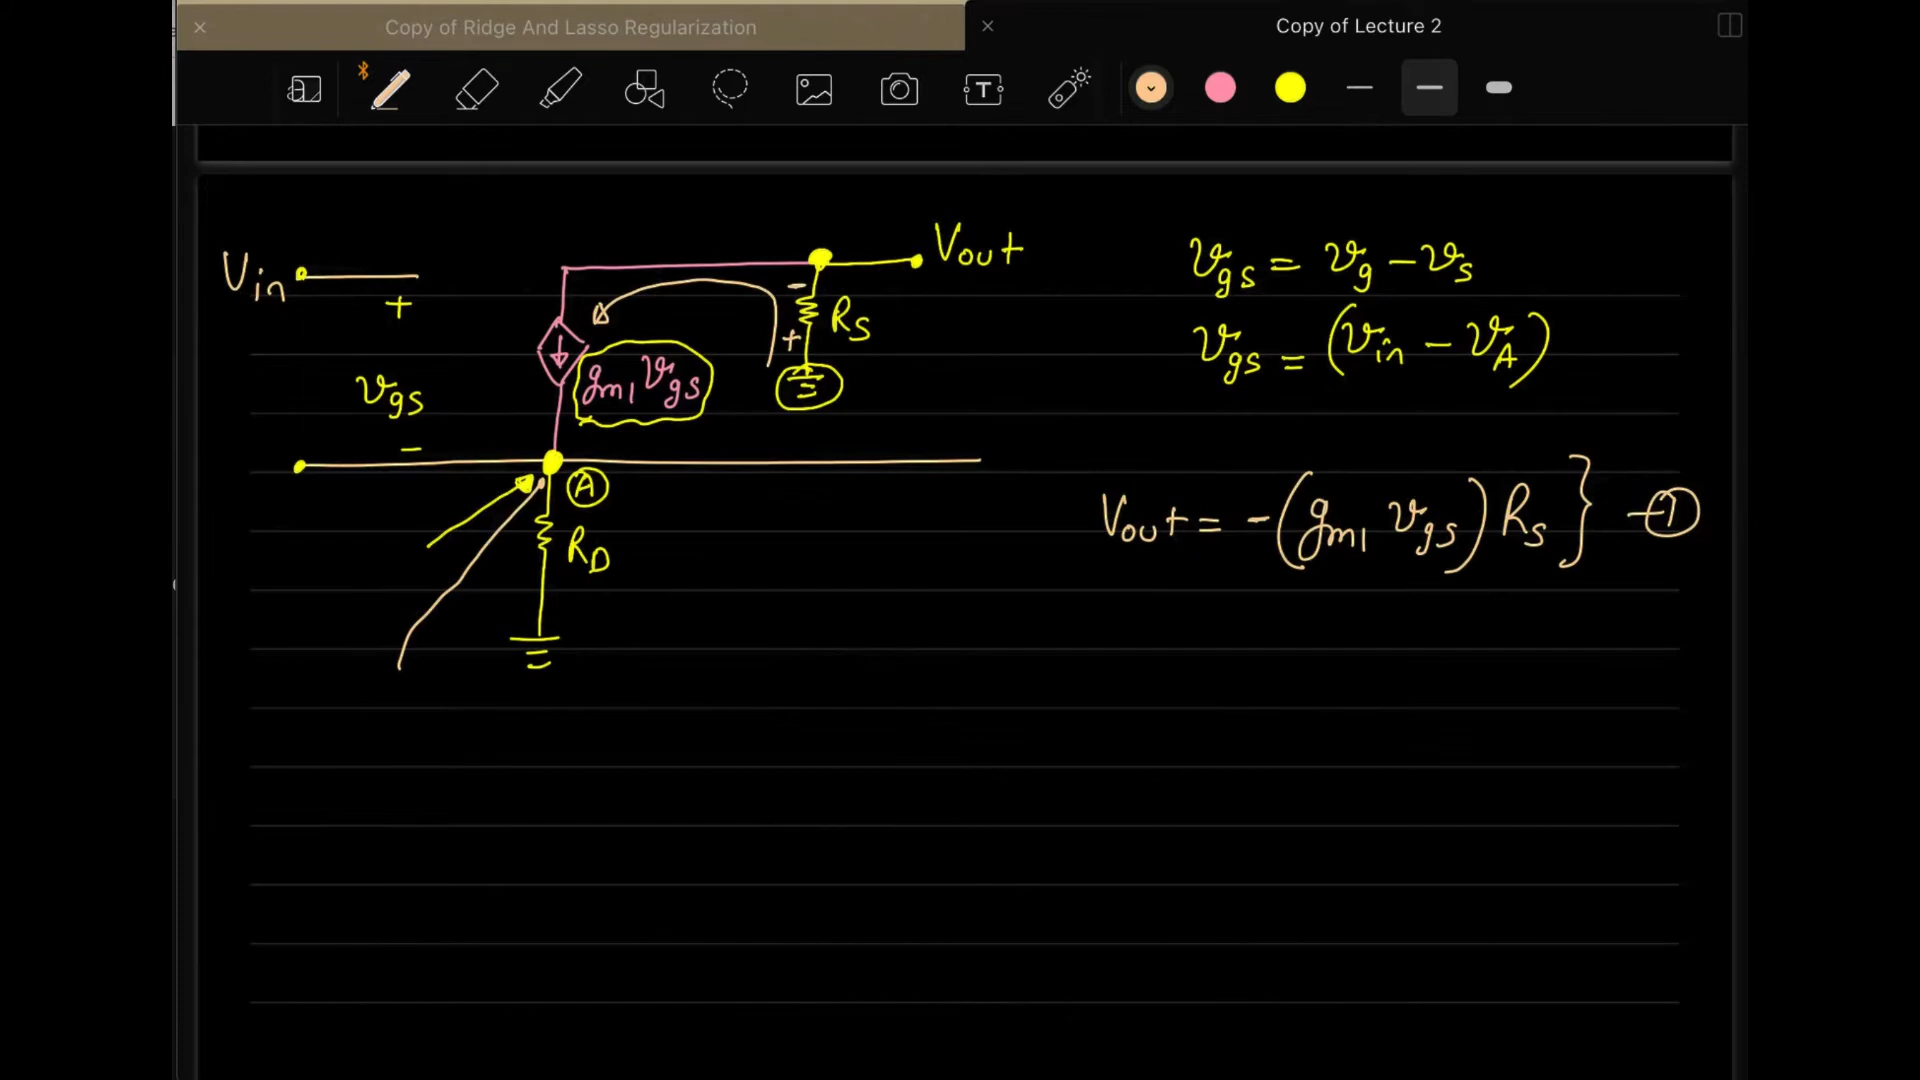 Copy of Ridge And Lasso Regularization
Copy of Lecture 2
T
Vin
+
vgs
-
gm1 vgs
A
RD
Vout
-
+
RS
vgs = vg - vs
vgs = (vin - vA)
Vout = -(gm1 vgs) RS } - 1